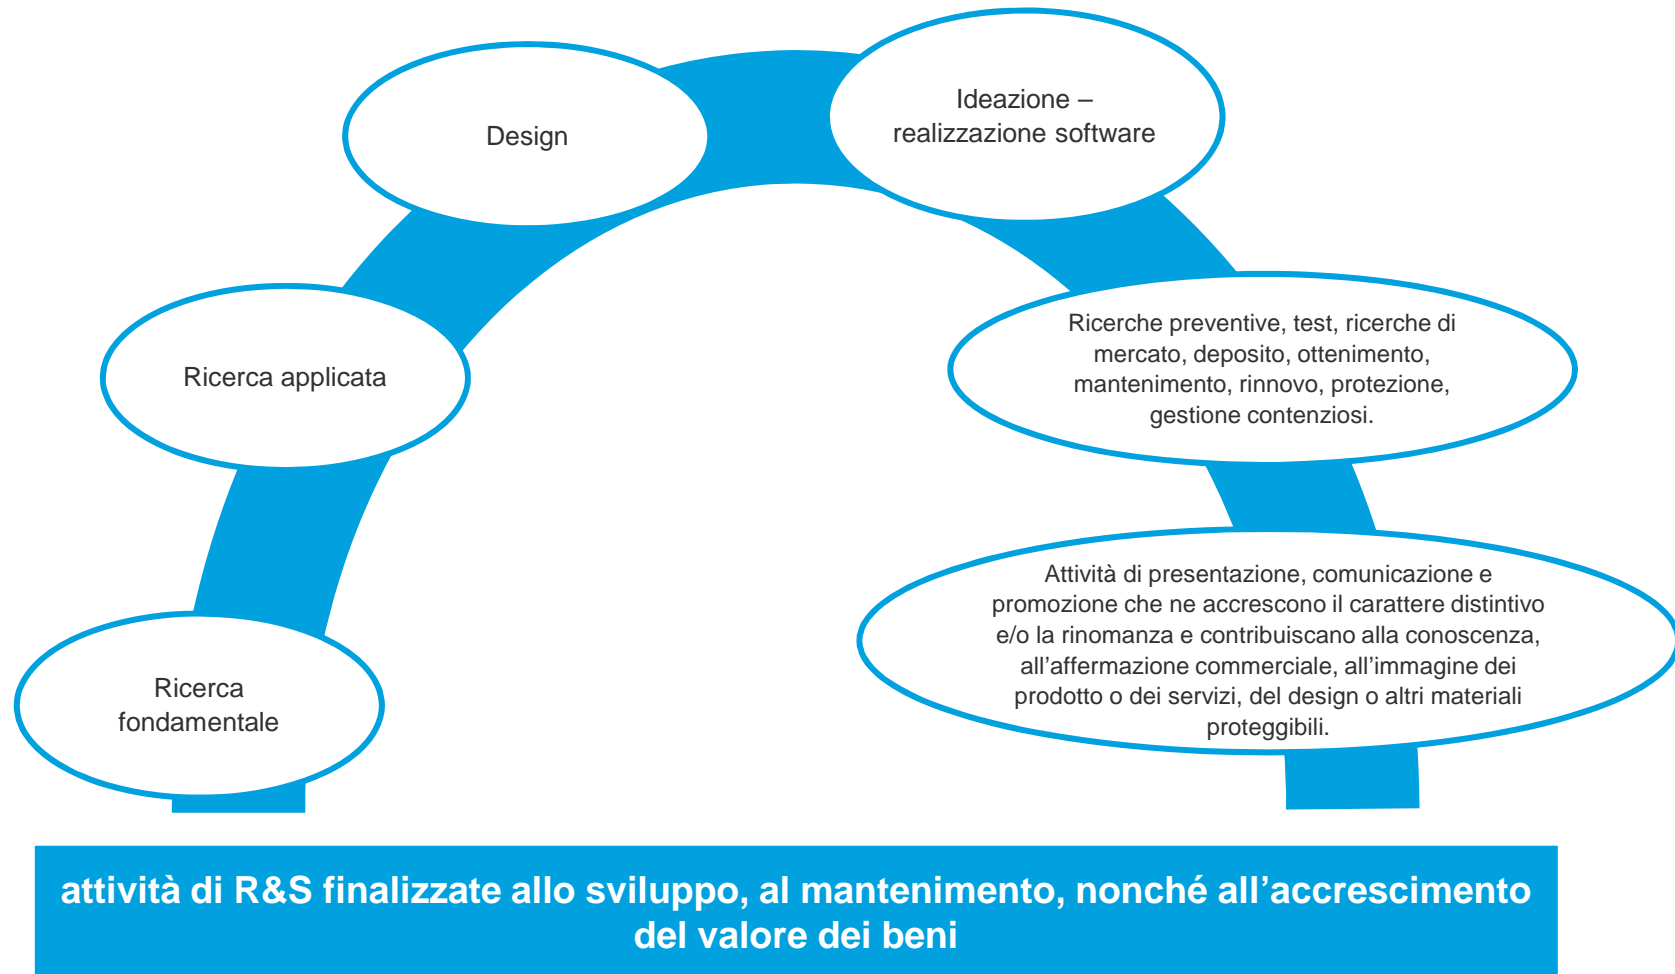 Design
Ideazione –
realizzazione software
Ricerca applicata
Ricerche preventive, test, ricerche di
mercato, deposito, ottenimento,
mantenimento, rinnovo, protezione,
gestione contenziosi.
Ricerca
fondamentale
Attività di presentazione, comunicazione e
promozione che ne accrescono il carattere distintivo
e/o la rinomanza e contribuiscano alla conoscenza,
all’affermazione commerciale, all’immagine dei
prodotto o dei servizi, del design o altri materiali
proteggibili.
attività di R&S finalizzate allo sviluppo, al mantenimento, nonché all’accrescimento
del valore dei beni